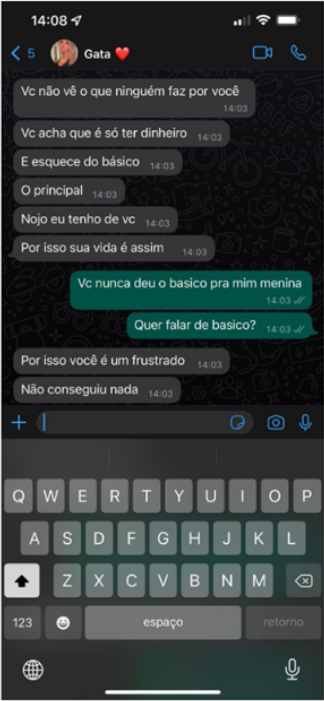 14:08
5 Gata ❤️
Vc não vê o que ninguém faz por você
14:03
Vc acha que é só ter dinheiro 14:03
E esquece do básico 14:03
O principal 14:03
Nojo eu tenho de vc 14:03
Por isso sua vida é assim 14:03
Vc nunca deu o basico pra mim menina
14:03
Quer falar de basico? 14:03
Por isso você é um frustrado 14:03
Não conseguiu nada 14:03
Q W E R T Y U I O P
A S D F G H J K L
Z X C V B N M
123 espaço retorno